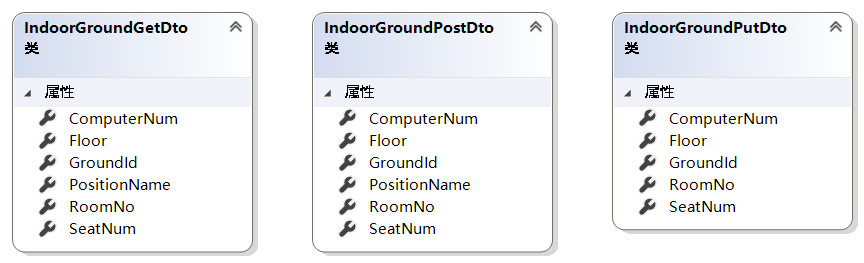 IndoorGroundGetDto
类
属性
ComputerNum
Floor
GroundId
PositionName
RoomNo
SeatNum
IndoorGroundPostDto
类
属性
ComputerNum
Floor
GroundId
PositionName
RoomNo
SeatNum
IndoorGroundPutDto
类
属性
ComputerNum
Floor
GroundId
RoomNo
SeatNum